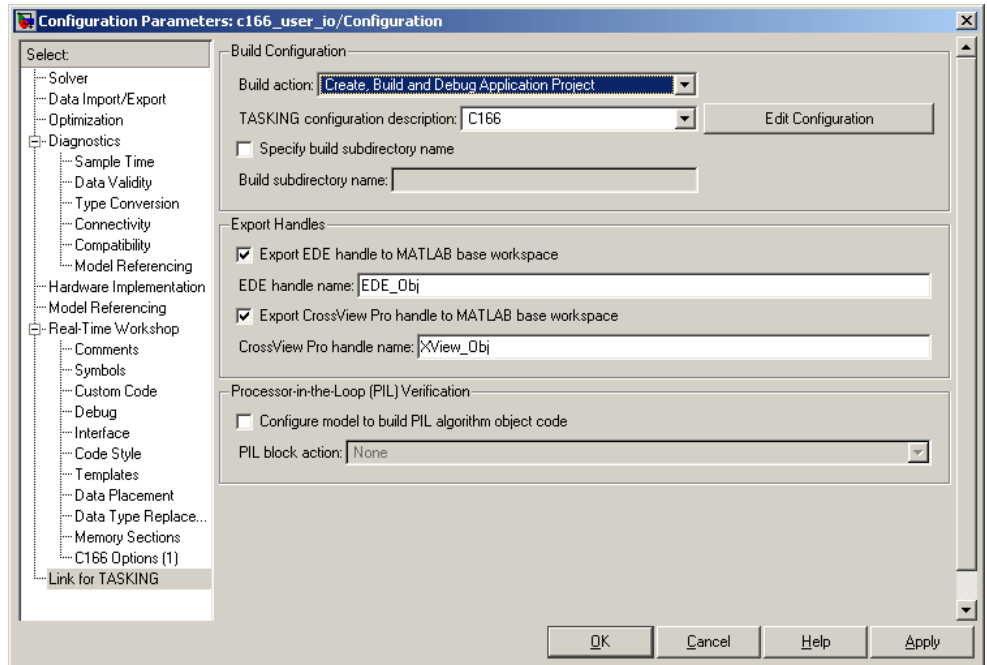 Configuration Parameters: c166_user_io/Configuration
Select:
Solver
Data Import/Export
Optimization
Diagnostics
Sample Time
Data Validity
Type Conversion
Connectivity
Compatibility
Model Referencing
Hardware Implementation
Model Referencing
Real-Time Workshop
Comments
Symbols
Custom Code
Debug
Interface
Code Style
Templates
Data Placement
Data Type Replace...
Memory Sections
C166 Options (1)
Link for TASKING
Build Configuration
Build action: Create, Build and Debug Application Project
TASKING configuration description: C166 Edit Configuration
Specify build subdirectory name
Build subdirectory name:
Export Handles
Export EDE handle to MATLAB base workspace
EDE handle name: EDE_Obj
Export CrossView Pro handle to MATLAB base workspace
CrossView Pro handle name: XView_Obj
Processor-in-the-Loop (PIL) Verification
Configure model to build PIL algorithm object code
PIL block action: None
OK Cancel Help Apply